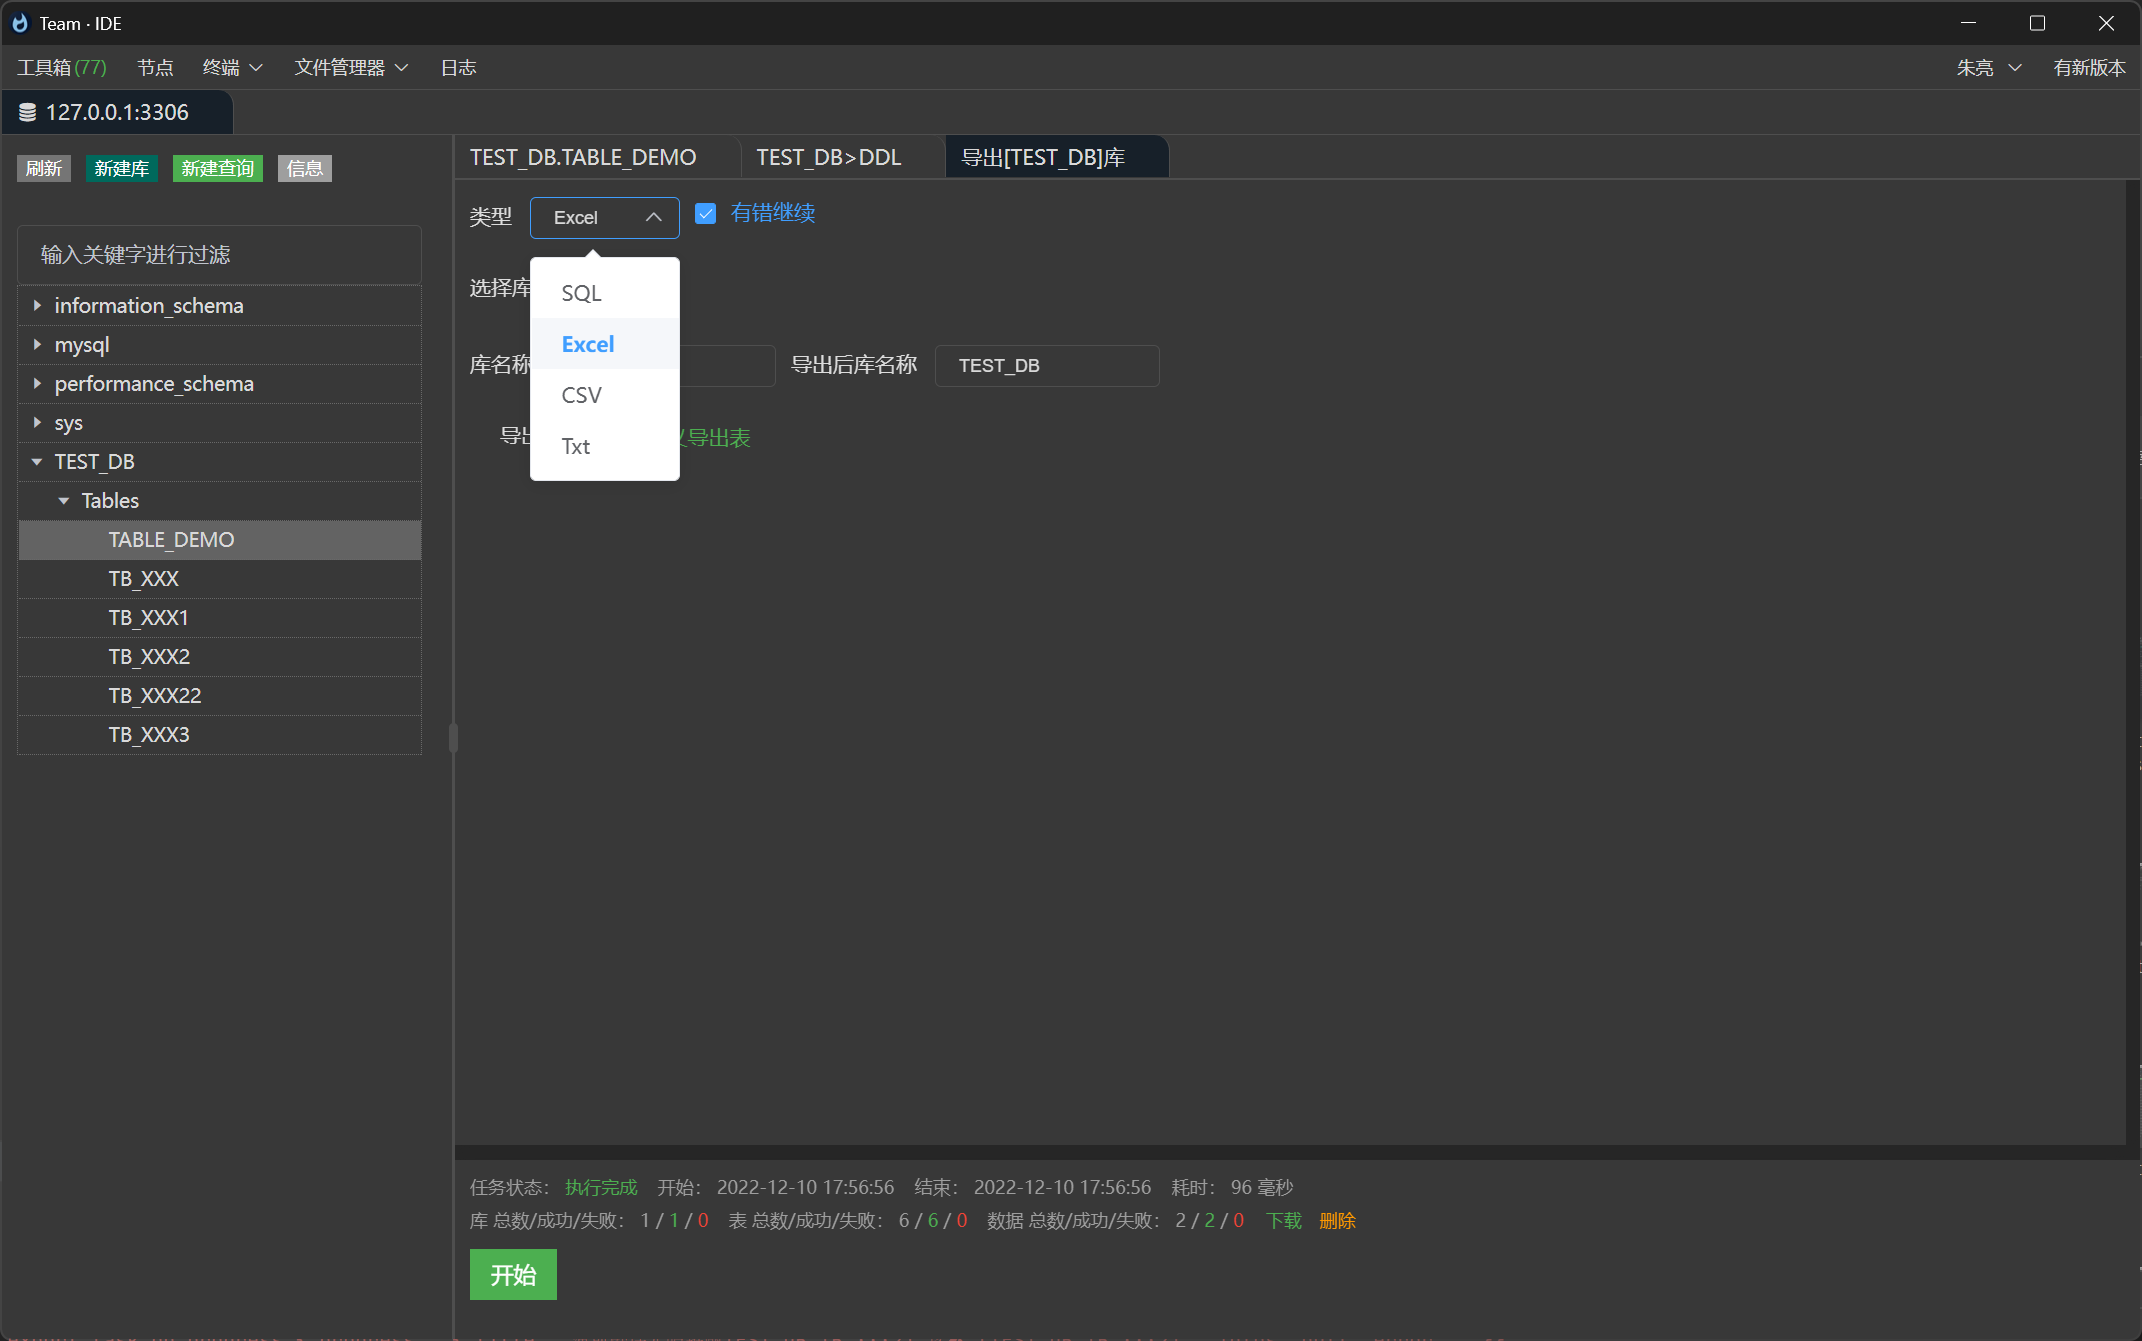 Team · IDE
工具箱(77) 节点 终端 文件管理器 日志 朱亮 有新版本
127.0.0.1:3306
刷新 新建库 新建查询 信息
输入关键字进行过滤
information_schema
mysql
performance_schema
sys
TEST_DB
Tables
TABLE_DEMO
TB_XXX
TB_XXX1
TB_XXX2
TB_XXX22
TB_XXX3
TEST_DB.TABLE_DEMO TEST_DB>DDL 导出[TEST_DB]库
类型 Excel 有错继续
选择库
SQL
Excel
CSV
Txt
库名称 导出后库名称 TEST_DB
导出 导出表
任务状态： 执行完成 开始： 2022-12-10 17:56:56 结束： 2022-12-10 17:56:56 耗时： 96 毫秒
库 总数/成功/失败： 1 / 1 / 0 表 总数/成功/失败： 6 / 6 / 0 数据 总数/成功/失败： 2 / 2 / 0 下载 删除
开始